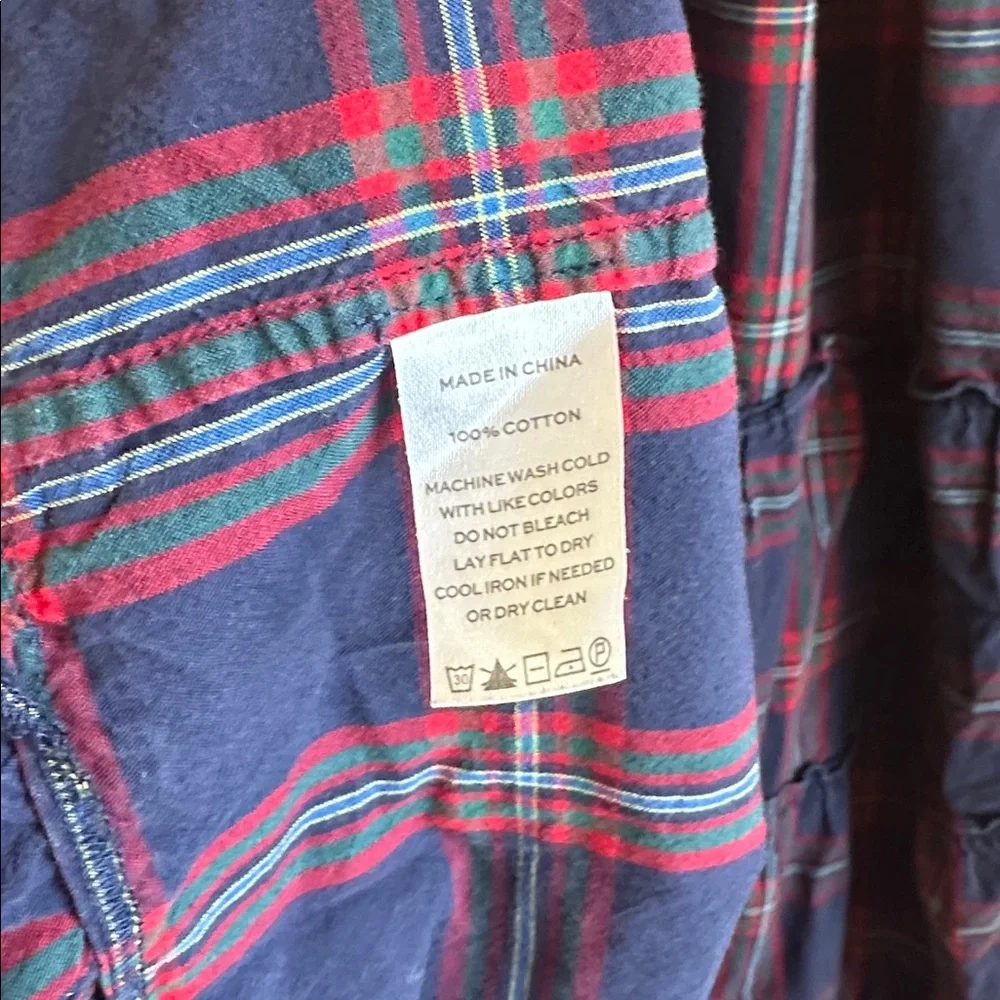 MADE IN CHINA
100% COTTON
MACHINE WASH COLD
WITH LIKE COLORS
DO NOT BLEACH
LAY FLAT TO DRY
COOL IRON IF NEEDED
OR DRY CLEAN
30 P